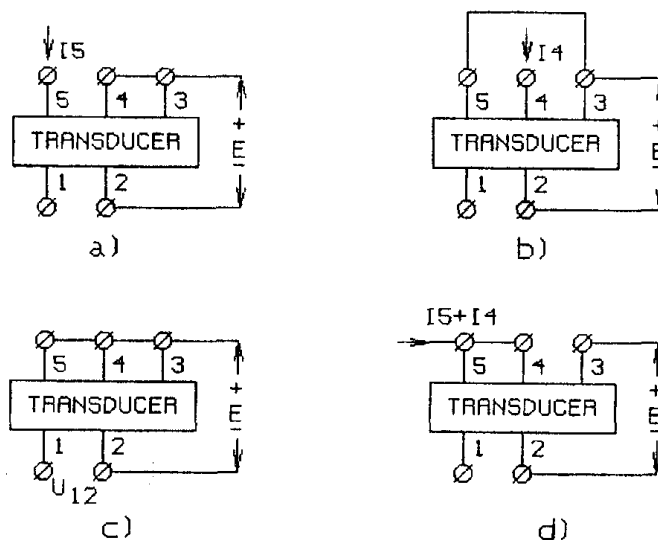 I5
5 4 3
TRANSDUCER
1 2
+
E
a)
I4
5 4 3
TRANSDUCER
1 2
+
E
b)
5 4 3
TRANSDUCER
1 2
U12
+
E
c)
I5+I4
5 4 3
TRANSDUCER
1 2
+
E
d)